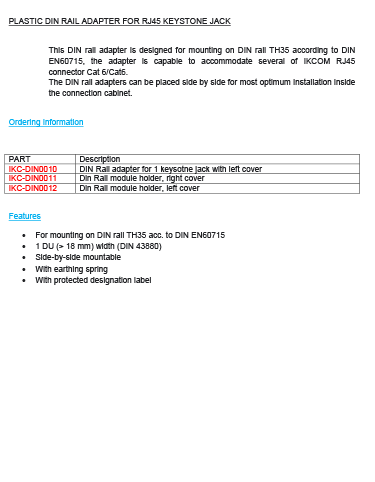 PLASTIC DIN RAIL ADAPTER FOR RJ45 KEYSTONE JACK
This DIN rail adapter is designed for mounting on DIN rail TH35 according to DIN
EN60715, the adapter is capable to accommodate several of IKCOM RJ45
connector Cat 6/Cat6.
The DIN rail adapters can be placed side by side for most optimum installation inside
the connection cabinet.
Ordering Information
PART Description
IKC-DIN0010 DIN Rail adapter for 1 keysotne jack with left cover
IKC-DIN0011 Din Rail module holder, right cover
IKC-DIN0012 Din Rail module holder, left cover
Features
• For mounting on DIN rail TH35 acc. to DIN EN60715
• 1 DU (> 18 mm) width (DIN 43880)
• Side-by-side mountable
• With earthing spring
• With protected designation label